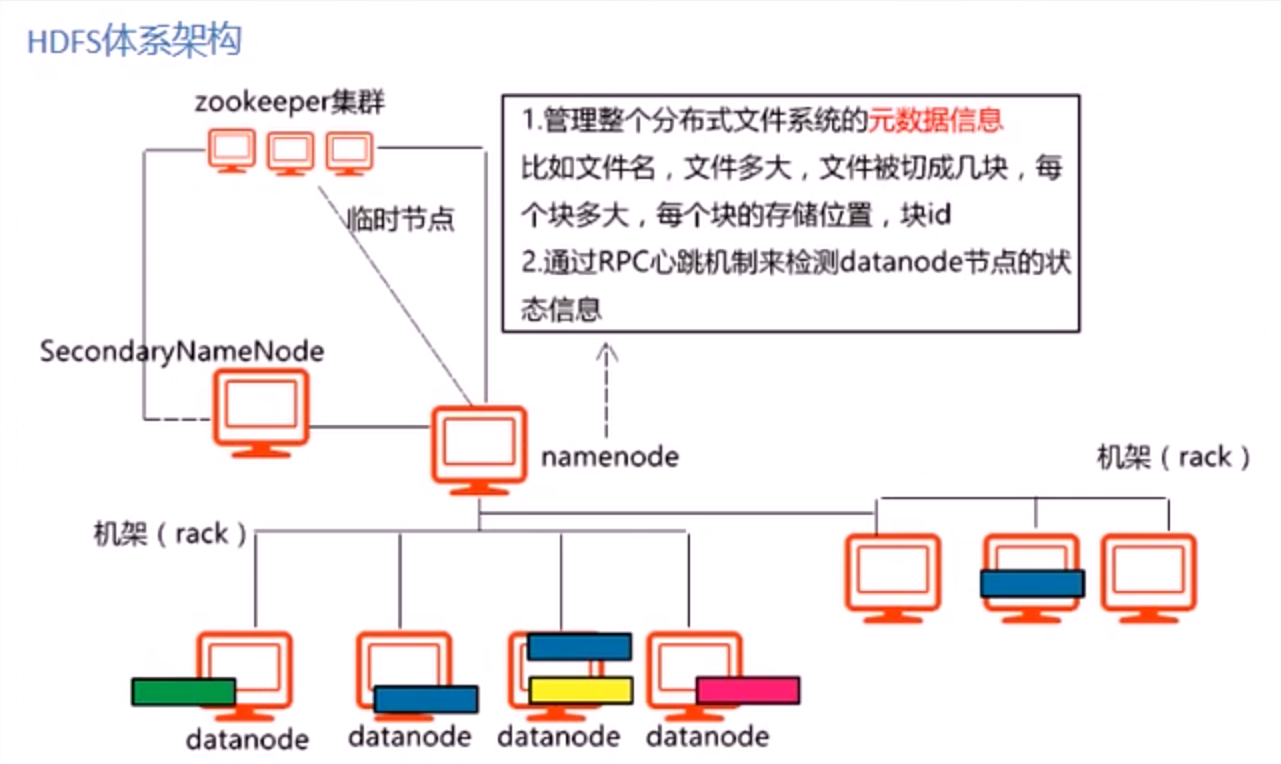 HDFS体系架构
zookeeper集群
1.管理整个分布式文件系统的元数据信息
比如文件名，文件多大，文件被切成几块，每
个块多大，每个块的存储位置，块id
2.通过RPC心跳机制来检测datanode节点的状
态信息
临时节点
SecondaryNameNode
namenode
机架（rack）
机架（rack）
datanode
datanode
datanode
datanode